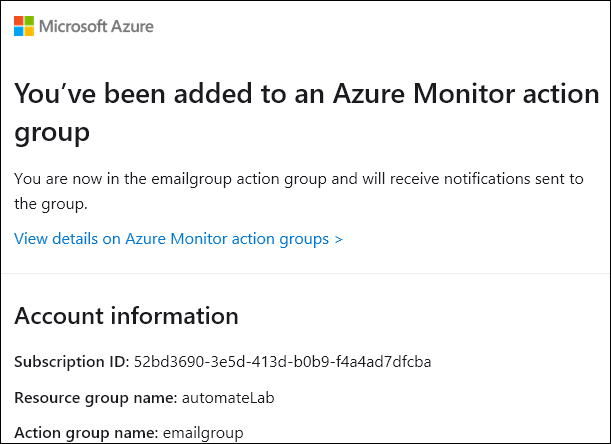 Microsoft Azure
You’ve been added to an Azure Monitor action
group
You are now in the emailgroup action group and will receive notifications sent to
the group.
View details on Azure Monitor action groups >
Account information
Subscription ID: 52bd3690-3e5d-413d-b0b9-f4a4ad7dfcba
Resource group name: automateLab
Action group name: emailgroup